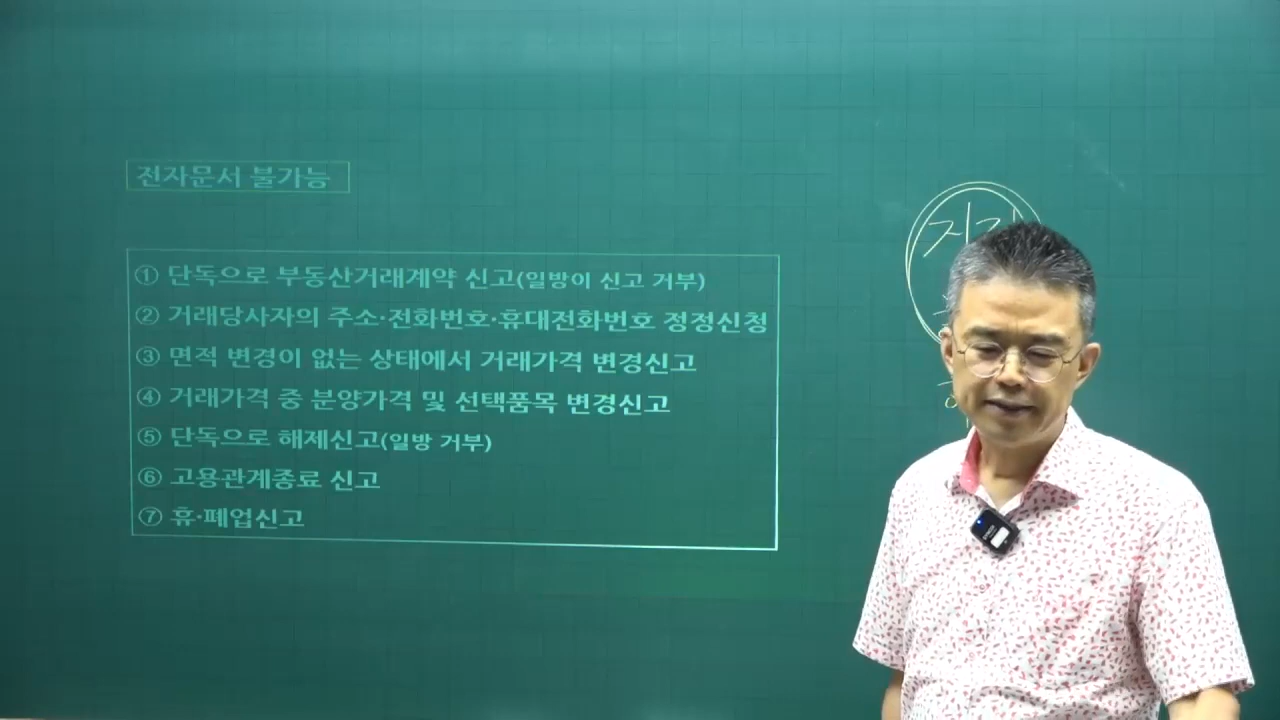 전자문서 불가능
① 단독으로 부동산거래계약 신고(일방이 신고 거부)
② 거래당사자의 주소·전화번호·휴대전화번호 정정신청
③ 면적 변경이 없는 상태에서 거래가격 변경신고
④ 거래가격 중 분양가격 및 선택품목 변경신고
⑤ 단독으로 해제신고(일방 거부)
⑥ 고용관계종료 신고
⑦ 휴·폐업신고